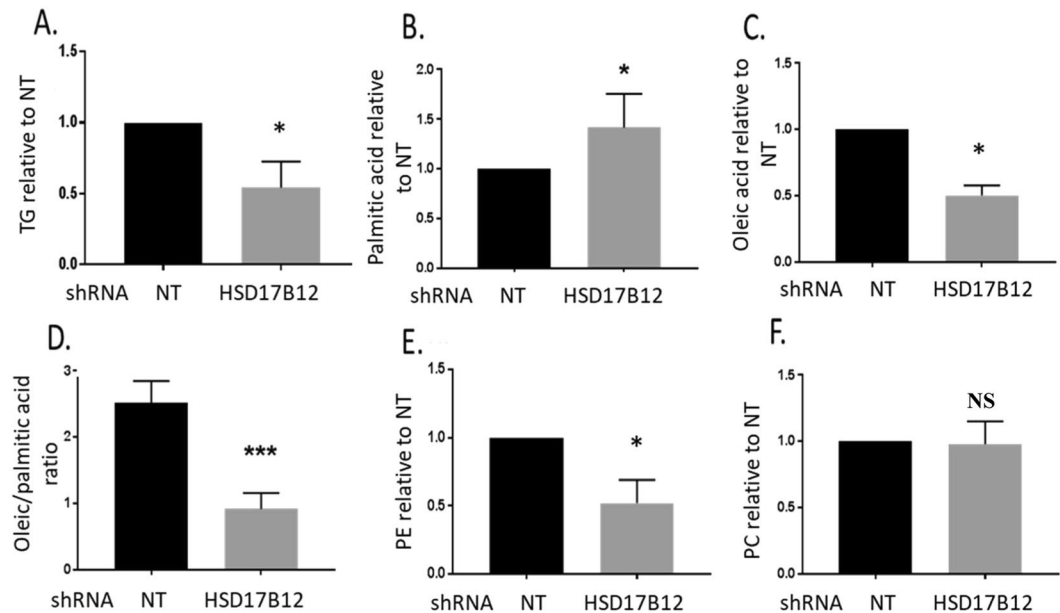 A.
TG relative to NT
1.5
1.0
0.5
0.0
*
shRNA NT HSD17B12
B.
Palmitic acid relative
to NT
2.0
1.5
1.0
0.5
0.0
*
shRNA NT HSD17B12
C.
Oleic acid relative to
NT
1.5
1.0
0.5
0.0
*
shRNA NT HSD17B12
D.
Oleic/palmitic acid
ratio
3
2
1
0
***
shRNA NT HSD17B12
E.
PE relative to NT
1.5
1.0
0.5
0.0
*
shRNA NT HSD17B12
F.
PC relative to NT
1.5
1.0
0.5
0.0
NS
shRNA NT HSD17B12